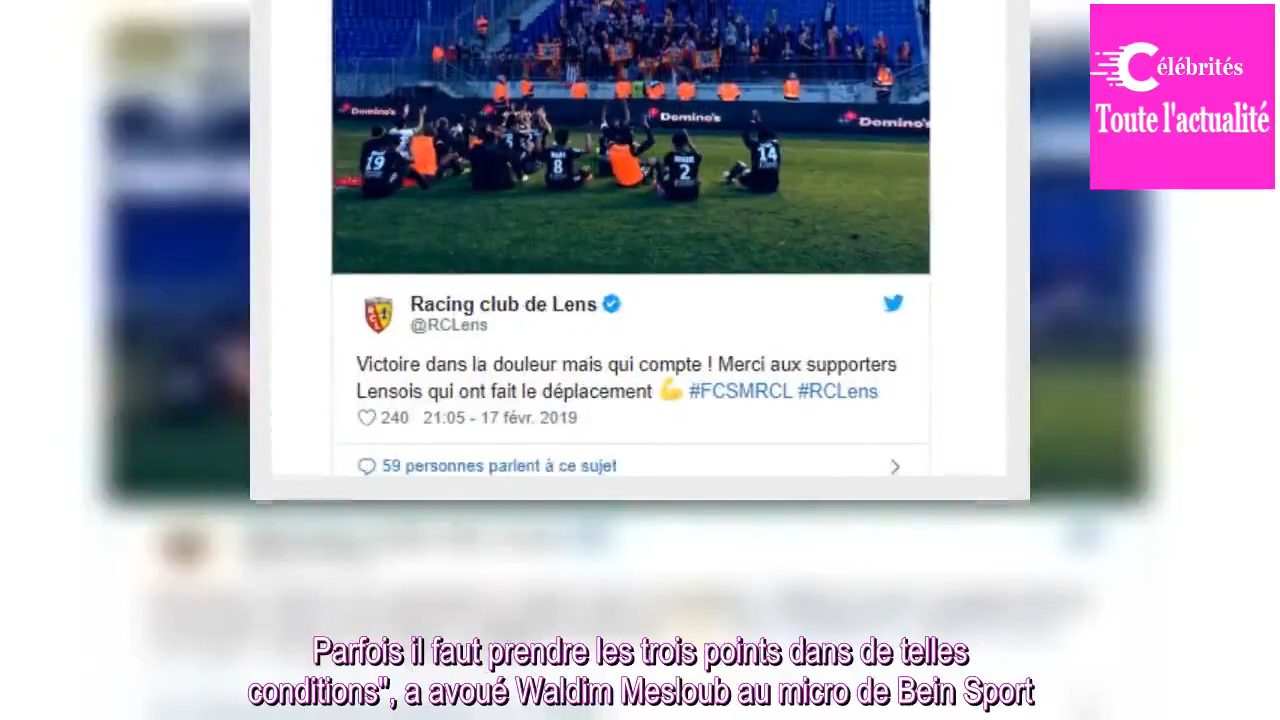 Célébrités
Toute l'actualité
Domino's
Domino's
Domino's
19
8
2
14
Racing club de Lens
@RCLens
Victoire dans la douleur mais qui compte ! Merci aux supporters
Lensois qui ont fait le déplacement 💪 #FCSMRCL #RCLens
240 21:05 - 17 févr. 2019
59 personnes parlent à ce sujet
Parfois il faut prendre les trois points dans de telles
conditions", a avoué Waldim Mesloub au micro de Bein Sport